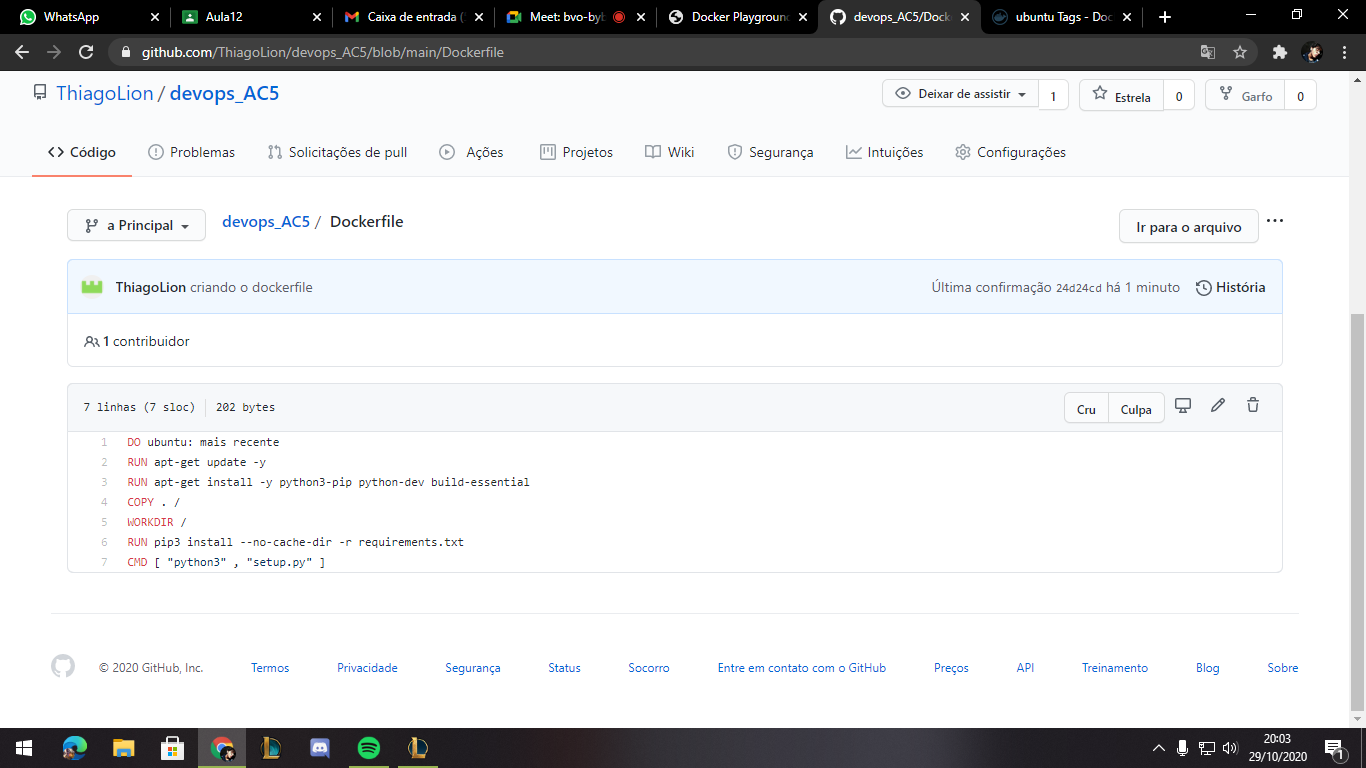 WhatsApp
Aula12
Caixa de entrada (
Meet: bvo-byb
Docker Playground
devops_AC5/Dock
ubuntu Tags - Doc
github.com/ThiagoLion/devops_AC5/blob/main/Dockerfile
ThiagoLion / devops_AC5
Deixar de assistir 1
Estrela 0
Garfo 0
Código
Problemas
Solicitações de pull
Ações
Projetos
Wiki
Segurança
Intuições
Configurações
a Principal
devops_AC5 / Dockerfile
Ir para o arquivo
ThiagoLion criando o dockerfile
Última confirmação 24d24cd há 1 minuto
História
1 contribuidor
7 linhas (7 sloc) 202 bytes
Cru
Culpa
1 DO ubuntu: mais recente
2 RUN apt-get update -y
3 RUN apt-get install -y python3-pip python-dev build-essential
4 COPY . /
5 WORKDIR /
6 RUN pip3 install --no-cache-dir -r requirements.txt
7 CMD [ "python3" , "setup.py" ]
© 2020 GitHub, Inc.
Termos
Privacidade
Segurança
Status
Socorro
Entre em contato com o GitHub
Preços
API
Treinamento
Blog
Sobre
20:03
29/10/2020
1